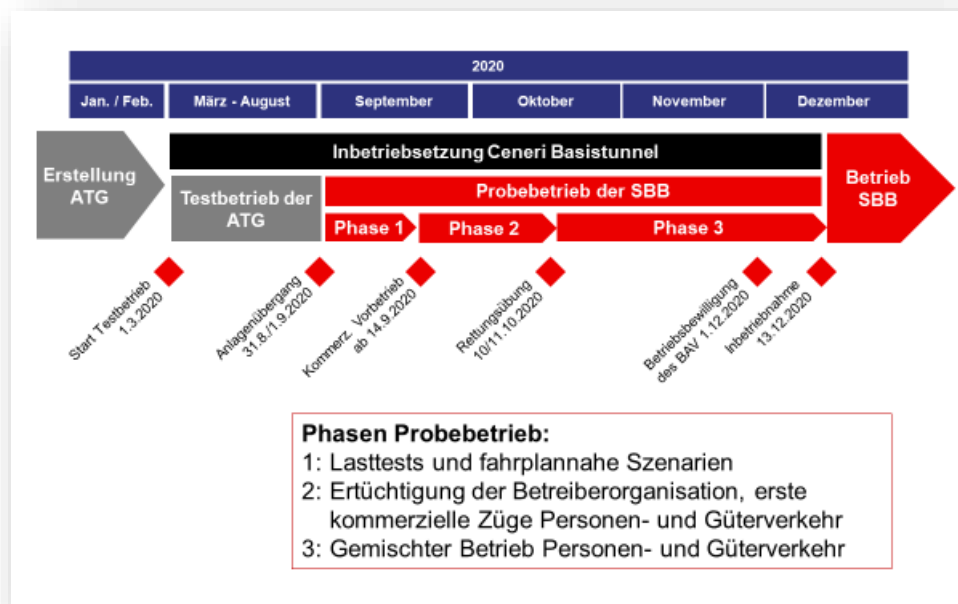 2020
Jan. / Feb.
März - August
September
Oktober
November
Dezember
Erstellung
ATG
Inbetriebsetzung Ceneri Basistunnel
Betrieb
SBB
Testbetrieb der
ATG
Probebetrieb der SBB
Phase 1
Phase 2
Phase 3
Start Testbetrieb
1.3.2020
Anlagenübergang
31.8./1.9.2020
Kommerz. Vorbetrieb
ab 14.9.2020
Rettungsübung
10/11.10.2020
Betriebsbewilligung
des BAV 1.12.2020
Inbetriebnahme
13.12.2020
Phasen Probebetrieb:
1: Lasttests und fahrplannahe Szenarien
2: Ertüchtigung der Betreiberorganisation, erste
kommerzielle Züge Personen- und Güterverkehr
3: Gemischter Betrieb Personen- und Güterverkehr